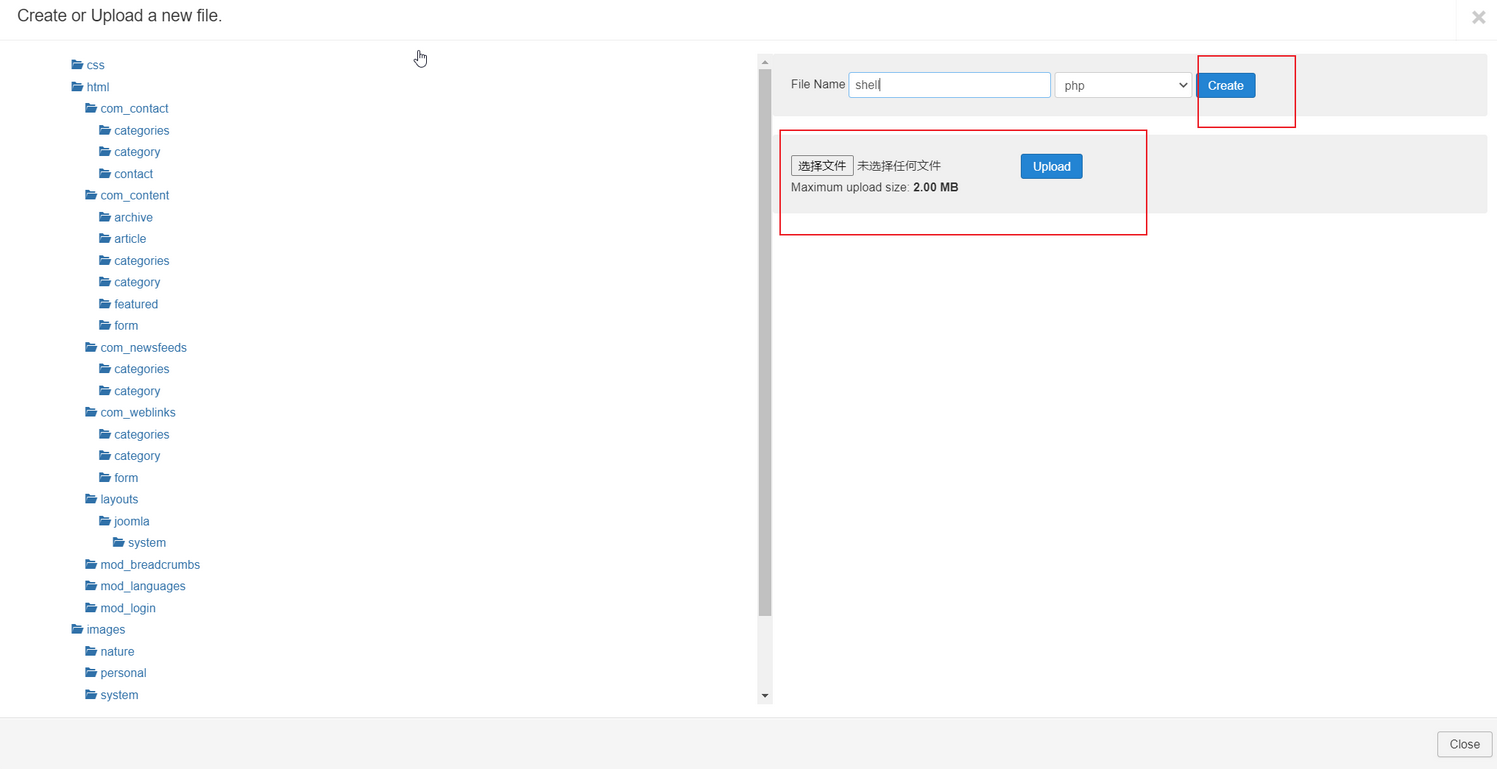 Create or Upload a new file.
×
css
html
com_contact
categories
category
contact
com_content
archive
article
categories
category
featured
form
com_newsfeeds
categories
category
com_weblinks
categories
category
form
layouts
joomla
system
mod_breadcrumbs
mod_languages
mod_login
images
nature
personal
system
File Name shell php Create
选择文件 未选择任何文件 Upload
Maximum upload size: 2.00 MB
Close